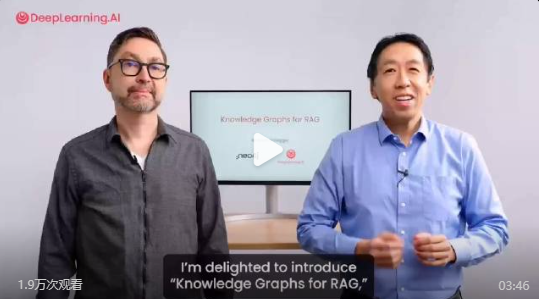 DeepLearning.AI
Knowledge Graphs for RAG
neo4j
I'm delighted to introduce
"Knowledge Graphs for RAG,"
1.9万次观看
03:46